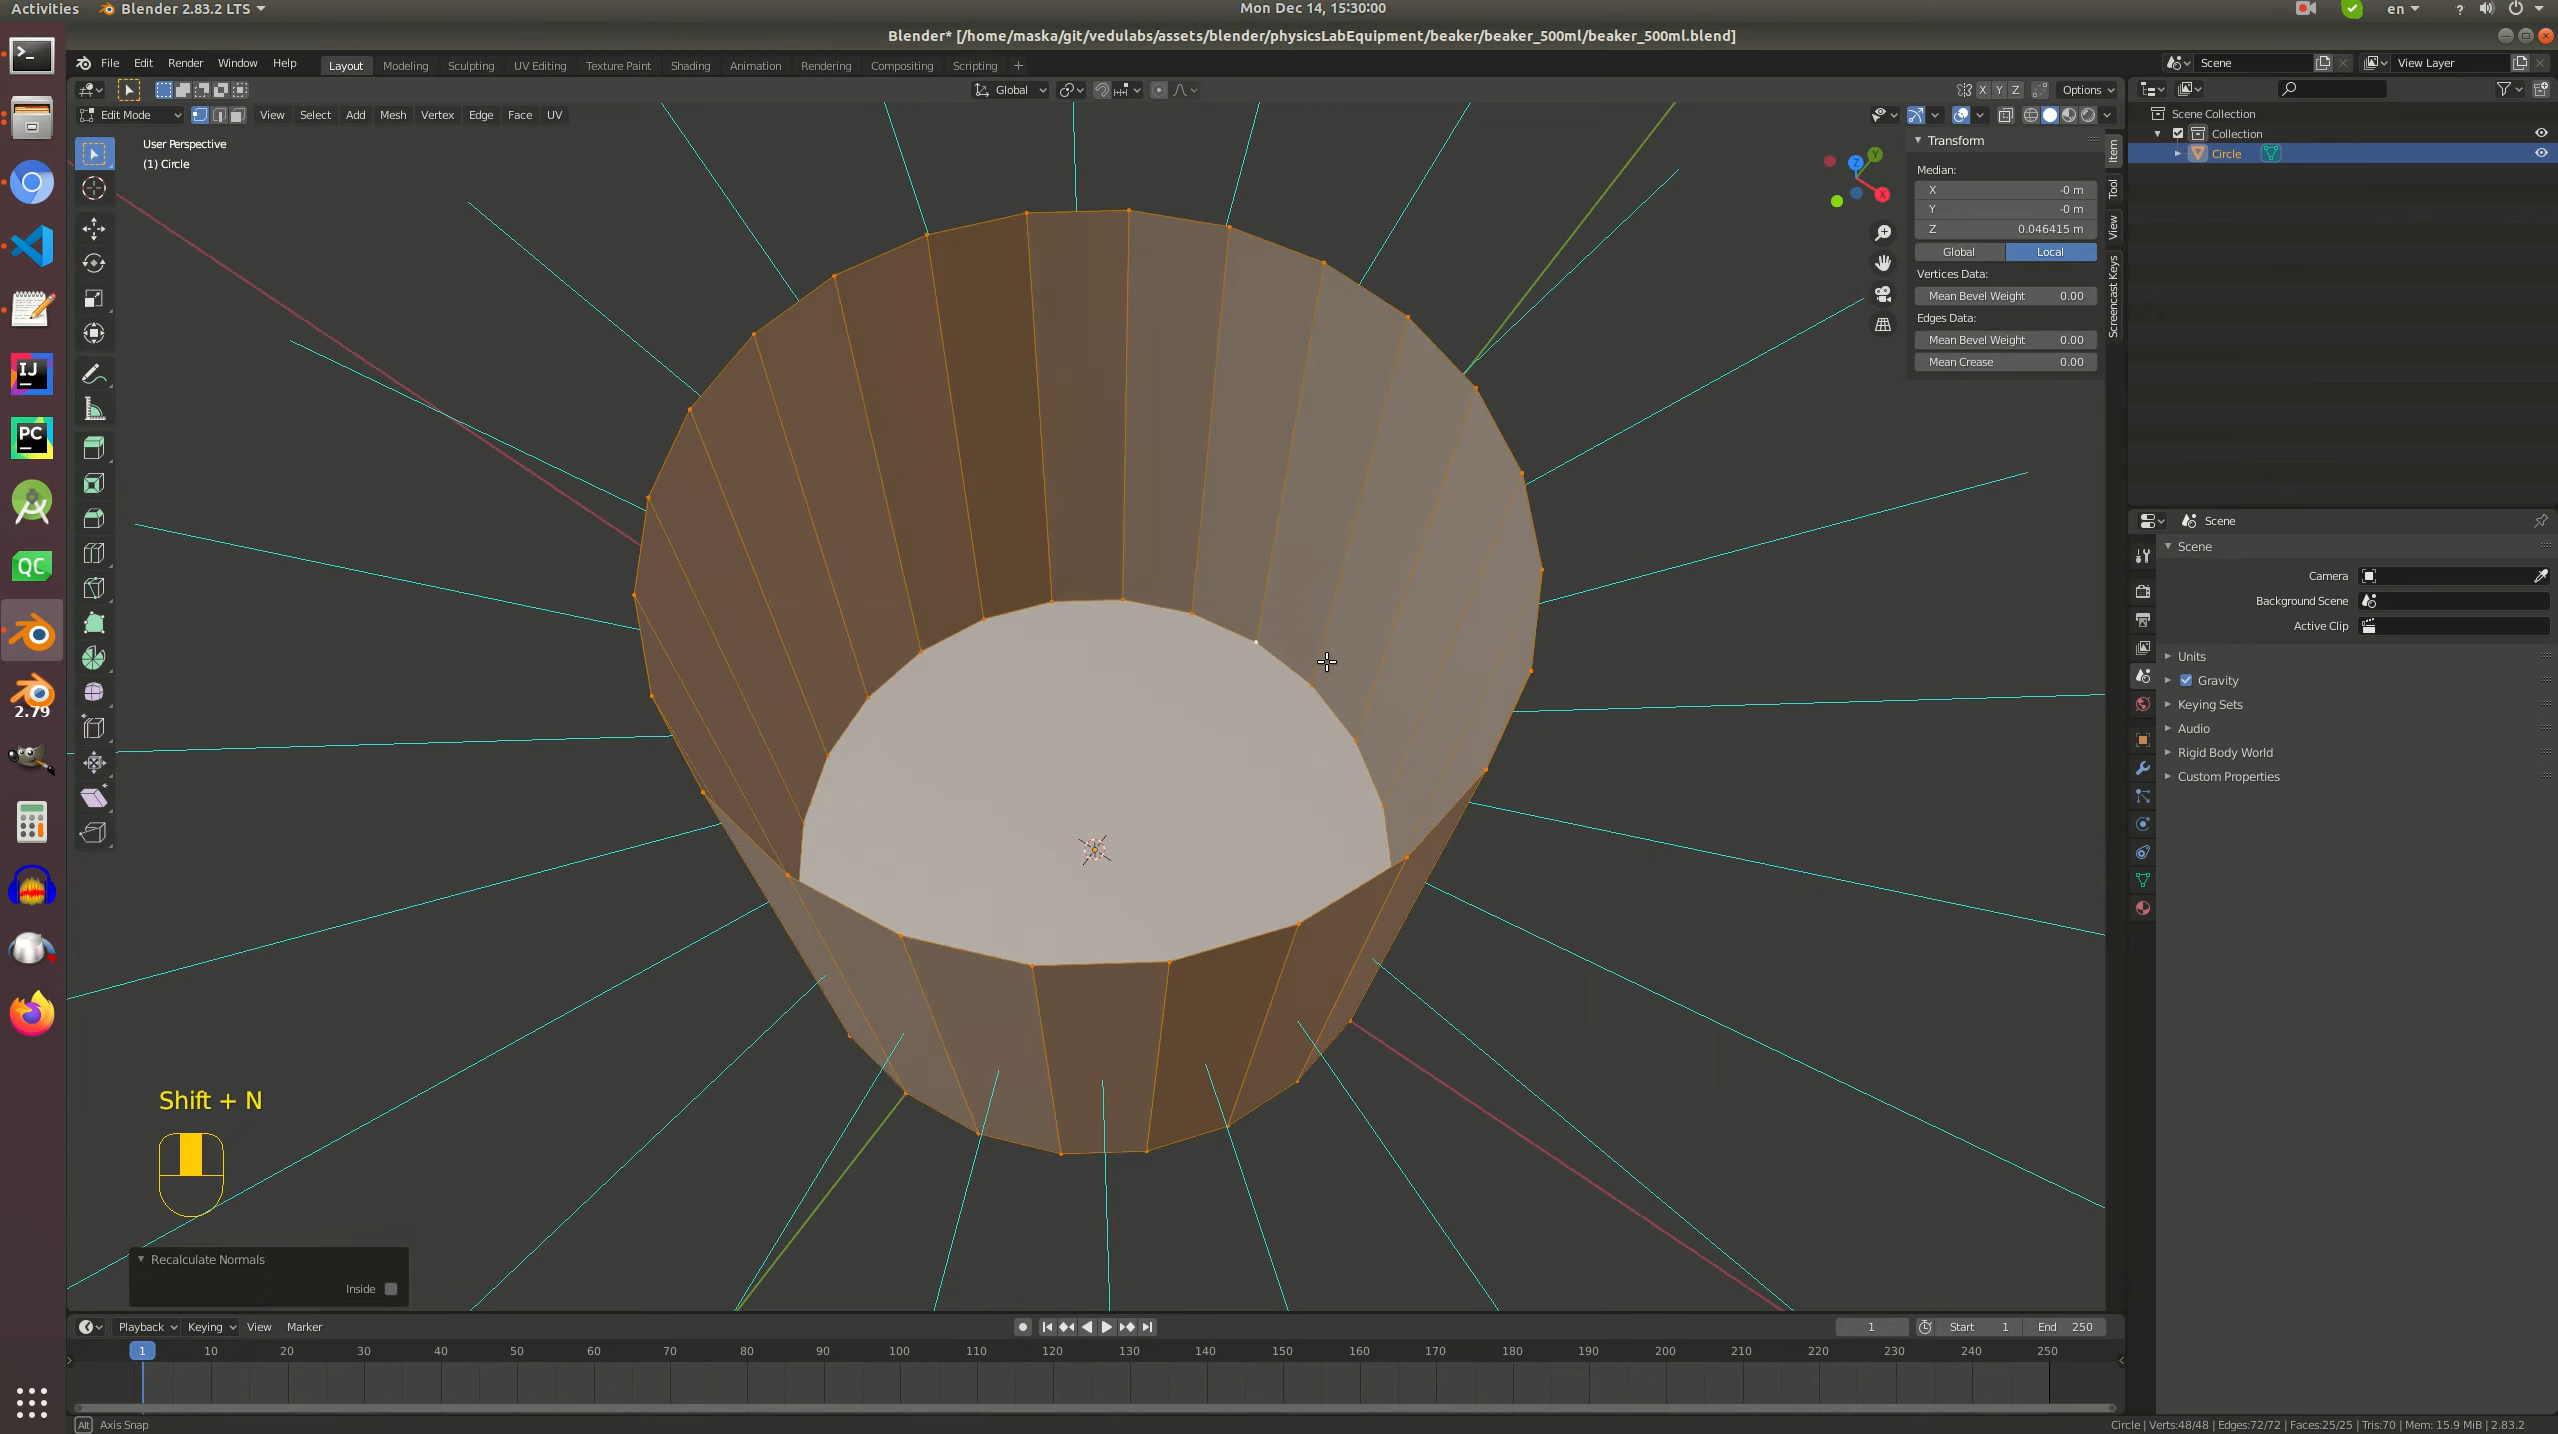 Activities
Blender 2.83.2 LTS
Mon Dec 14, 15:30:00
en
?
Blender* [/home/maska/git/vedulabs/assets/blender/physicsLabEquipment/beaker/beaker_500ml/beaker_500ml.blend]
File Edit Render Window Help
Layout Modeling Sculpting UV Editing Texture Paint Shading Animation Rendering Compositing Scripting +
Scene
View Layer
Global
X Y Z
Options
Edit Mode
View Select Add Mesh Vertex Edge Face UV
User Perspective
(1) Circle
Z
Y
X
Transform
Median:
X -0 m
Y -0 m
Z 0.046415 m
Global Local
Vertices Data:
Mean Bevel Weight 0.00
Edges Data:
Mean Bevel Weight 0.00
Mean Crease 0.00
Item
Tool
View
Screencast Keys
Scene Collection
Collection
Circle
Scene
Scene
Camera
Background Scene
Active Clip
Units
Gravity
Keying Sets
Audio
Rigid Body World
Custom Properties
IJ
PC
QC
2.79
Shift + N
Recalculate Normals
Inside
Playback Keying View Marker
1
Start 1
End 250
1 10 20 30 40 50 60 70 80 90 100 110 120 130 140 150 160 170 180 190 200 210 220 230 240 250
Alt Axis Snap
Circle | Verts:48/48 | Edges:72/72 | Faces:25/25 | Tris:70 | Mem: 15.9 MiB | 2.83.2